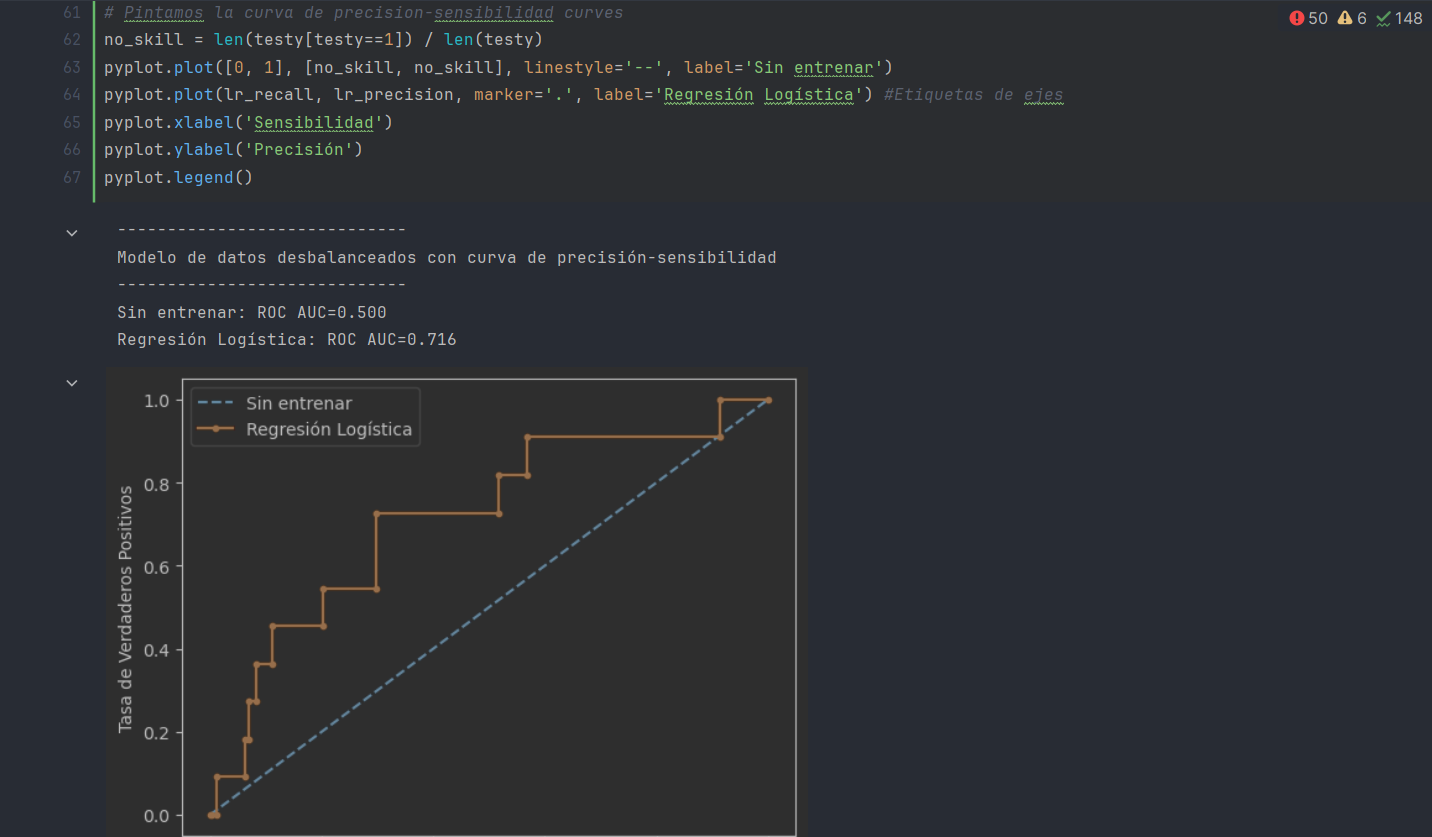 61 # Pintamos la curva de precision-sensibilidad curves
50 6 148
62 no_skill = len(testy[testy==1]) / len(testy)
63 pyplot.plot([0, 1], [no_skill, no_skill], linestyle='--', label='Sin entrenar')
64 pyplot.plot(lr_recall, lr_precision, marker='.', label='Regresión Logística') #Etiquetas de ejes
65 pyplot.xlabel('Sensibilidad')
66 pyplot.ylabel('Precisión')
67 pyplot.legend()
-----------------------------
Modelo de datos desbalanceados con curva de precisión-sensibilidad
-----------------------------
Sin entrenar: ROC AUC=0.500
Regresión Logística: ROC AUC=0.716
Sin entrenar
Regresión Logística
Tasa de Verdaderos Positivos
1.0
0.8
0.6
0.4
0.2
0.0